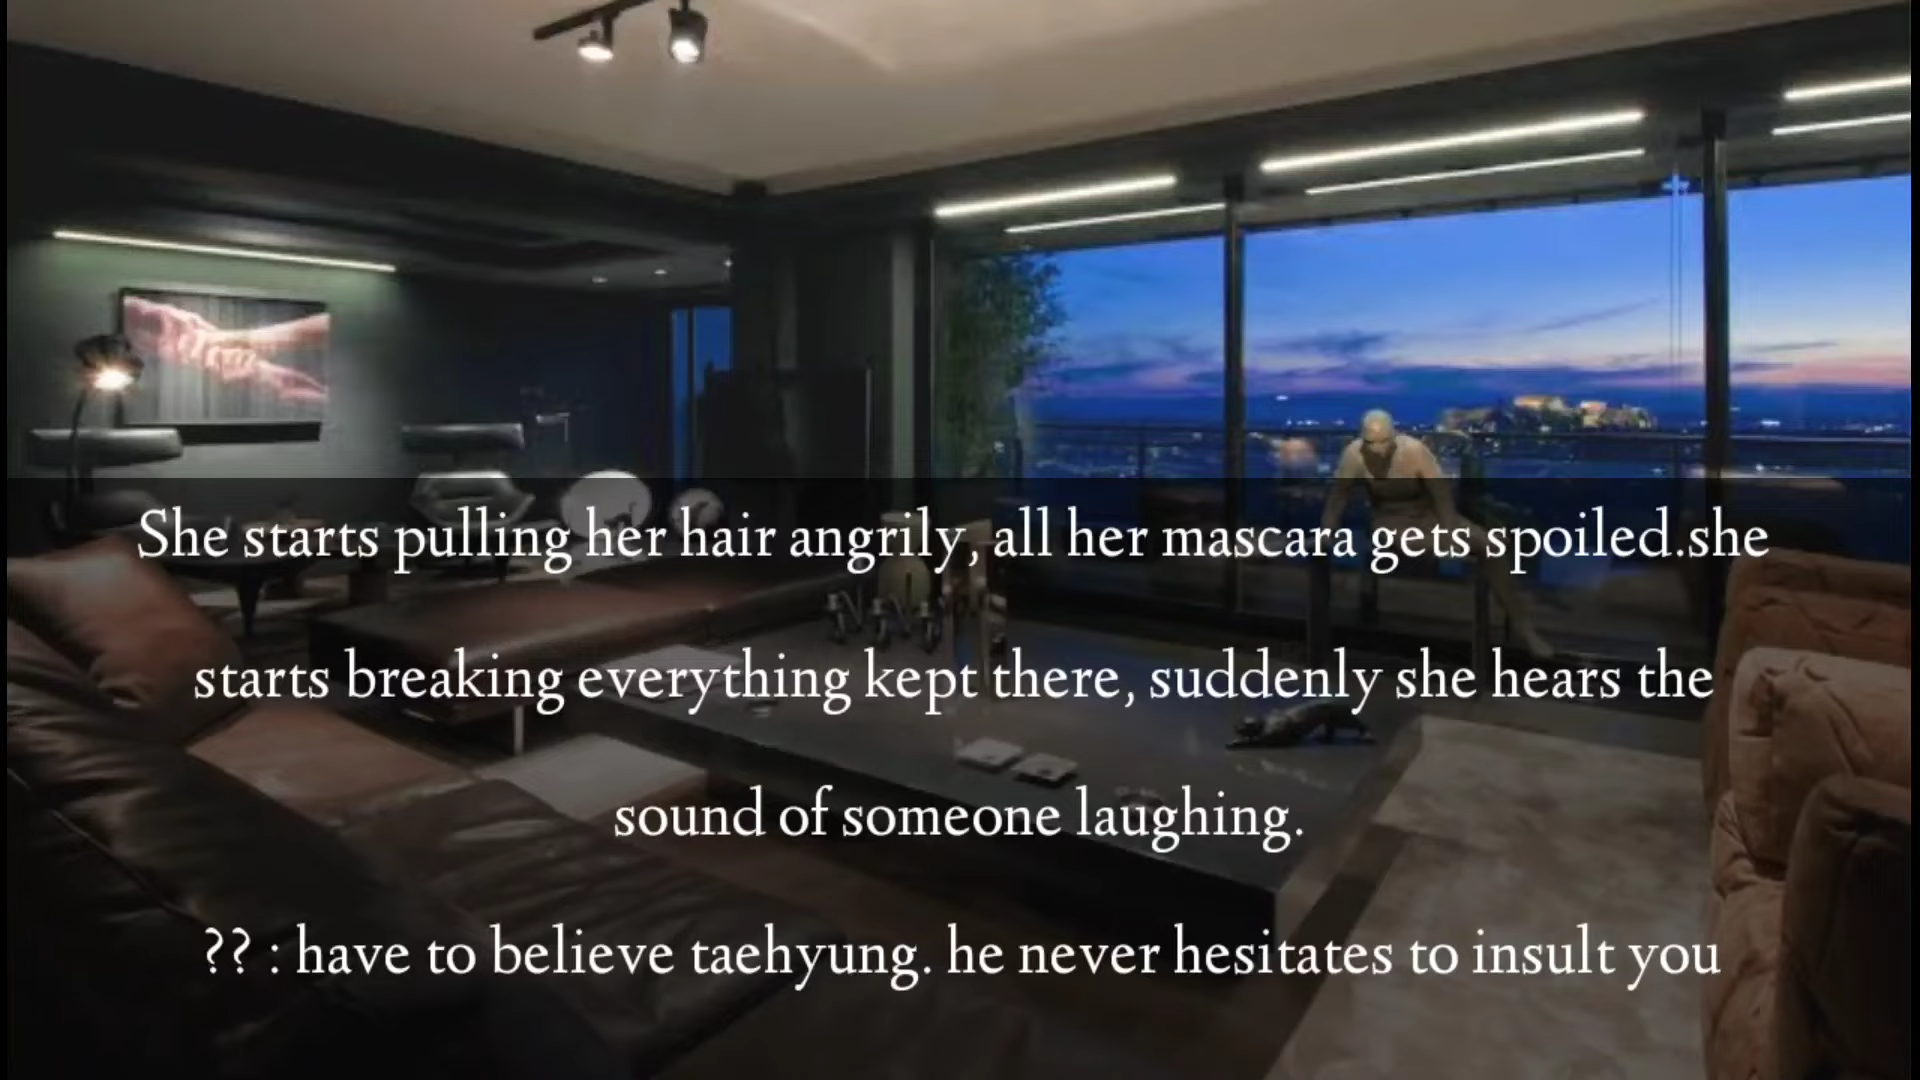 She starts pulling her hair angrily, all her mascara gets spoiled.she
starts breaking everything kept there, suddenly she hears the
sound of someone laughing.
?? : have to believe taehyung. he never hesitates to insult you